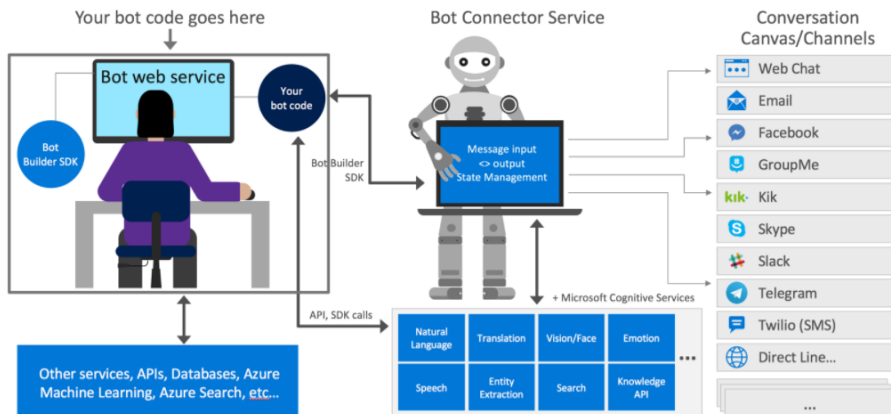 Your bot code goes here
Bot web service
Your
bot code
Bot
Builder SDK
Bot Builder
SDK
API, SDK calls
Other services, APIs, Databases, Azure
Machine Learning, Azure Search, etc...
Bot Connector Service
Message input
<> output
State Management
+ Microsoft Cognitive Services
Natural
Language
Translation
Vision/Face
Emotion
Speech
Entity
Extraction
Search
Knowledge
API
...
Conversation
Canvas/Channels
Web Chat
Email
Facebook
GroupMe
kik·
Kik
Skype
Slack
Telegram
Twilio (SMS)
Direct Line...
...